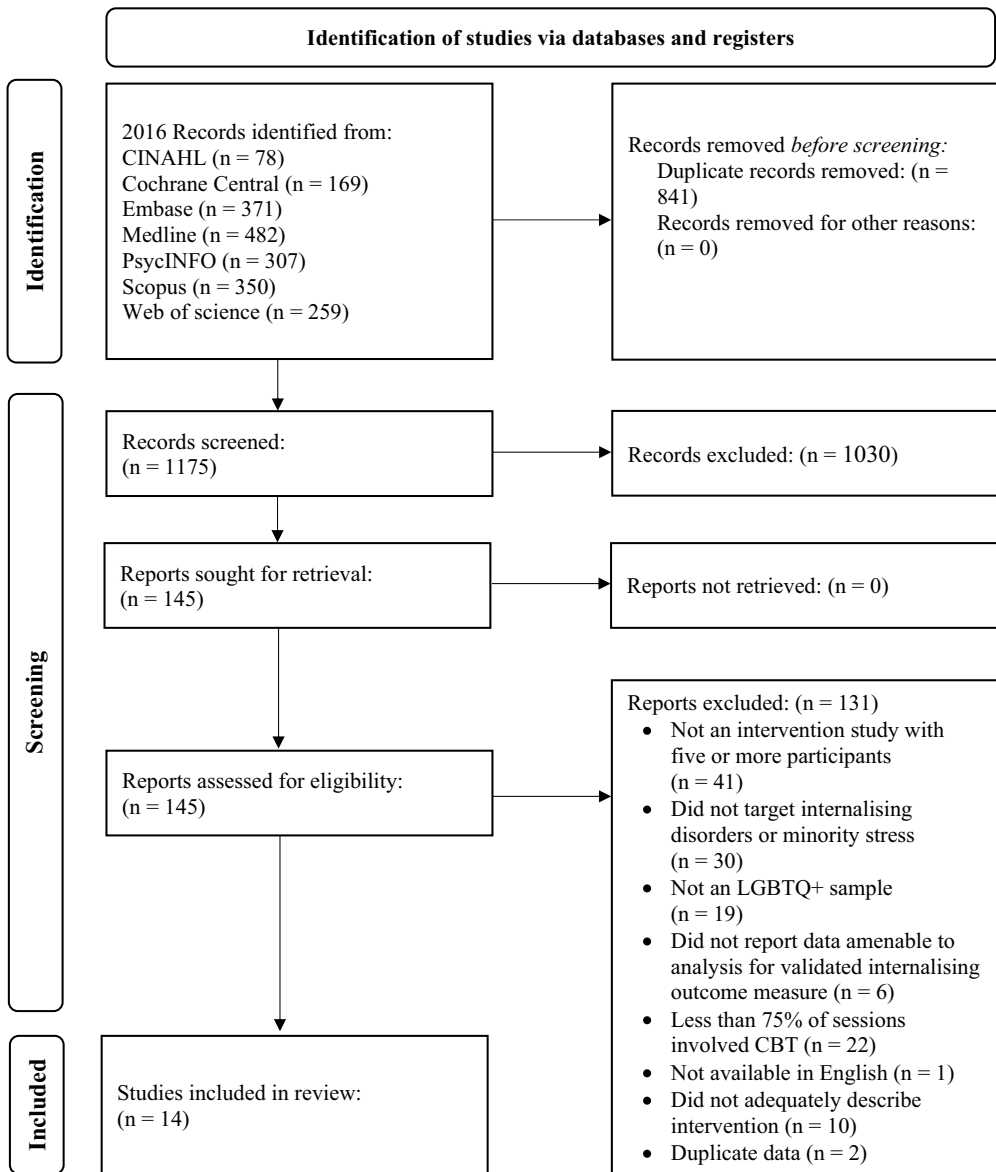 Identification of studies via databases and registers
Identification
2016 Records identified from:
CINAHL (n = 78)
Cochrane Central (n = 169)
Embase (n = 371)
Medline (n = 482)
PsycINFO (n = 307)
Scopus (n = 350)
Web of science (n = 259)
Records removed before screening:
Duplicate records removed: (n =
841)
Records removed for other reasons:
(n = 0)
Screening
Records screened:
(n = 1175)
Records excluded: (n = 1030)
Reports sought for retrieval:
(n = 145)
Reports not retrieved: (n = 0)
Reports assessed for eligibility:
(n = 145)
Reports excluded: (n = 131)
• Not an intervention study with
five or more participants
(n = 41)
• Did not target internalising
disorders or minority stress
(n = 30)
• Not an LGBTQ+ sample
(n = 19)
• Did not report data amenable to
analysis for validated internalising
outcome measure (n = 6)
• Less than 75% of sessions
involved CBT (n = 22)
• Not available in English (n = 1)
• Did not adequately describe
intervention (n = 10)
• Duplicate data (n = 2)
Included
Studies included in review:
(n = 14)